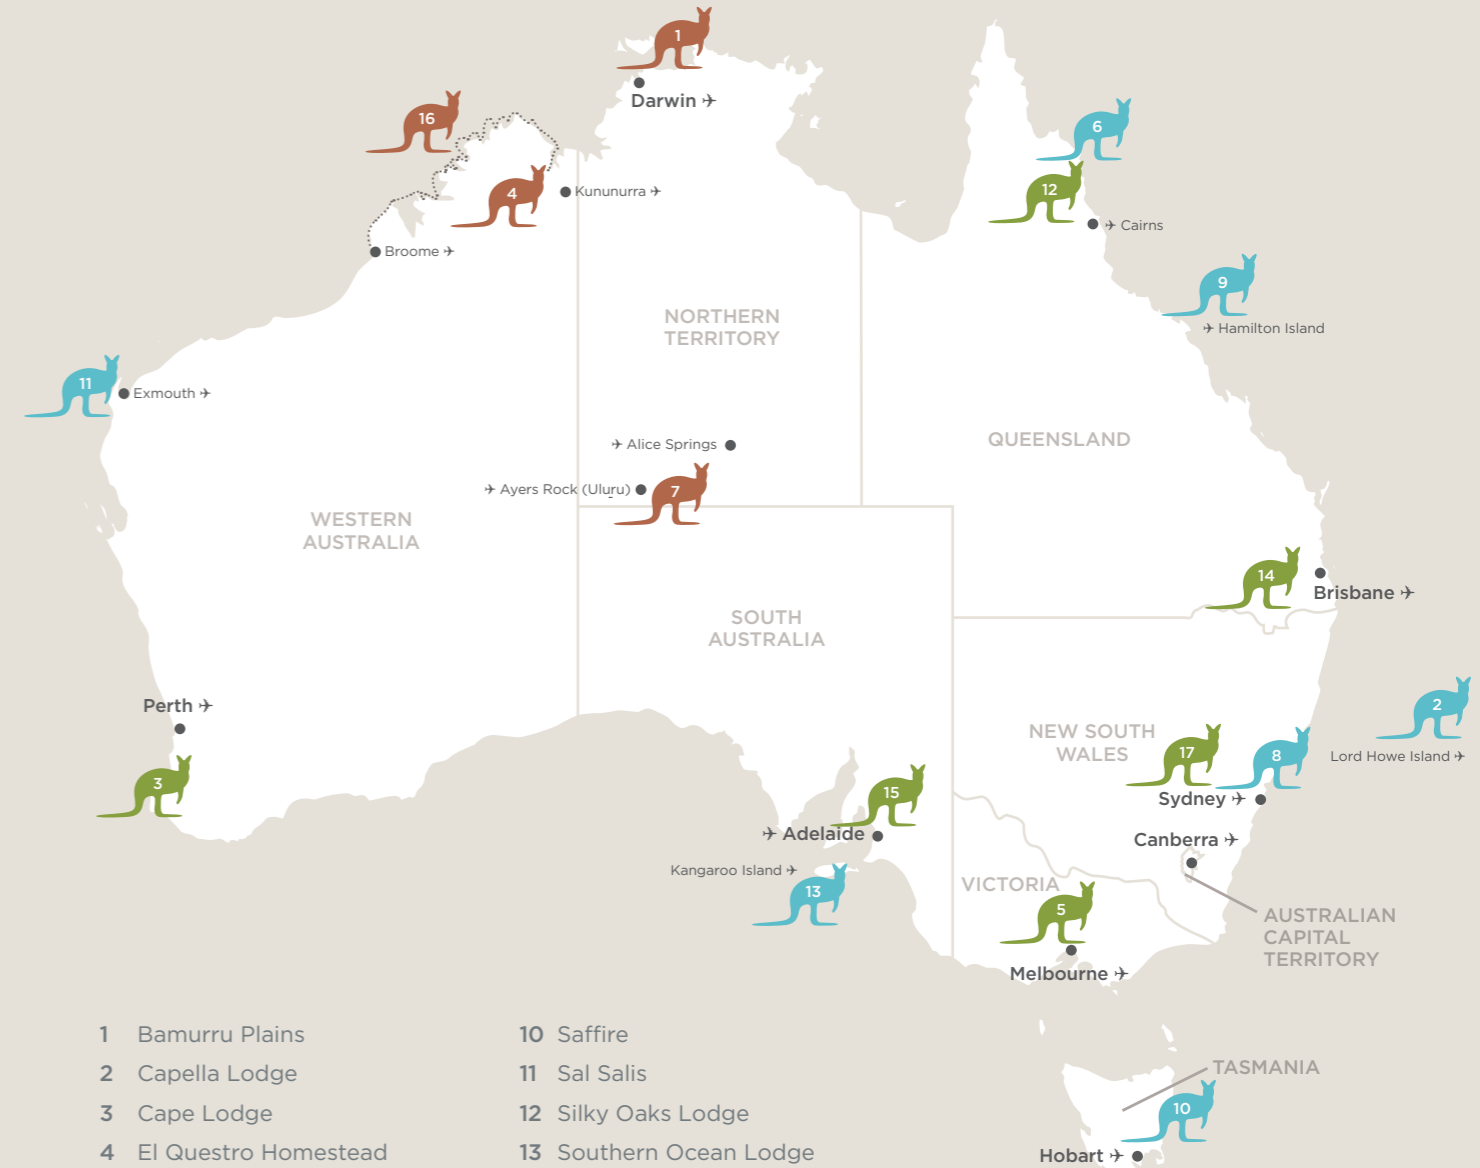 1
Darwin ✈
16
6
4
Kununurra ✈
12
✈ Cairns
Broome ✈
9
✈ Hamilton Island
NORTHERN
TERRITORY
11
Exmouth ✈
✈ Alice Springs
QUEENSLAND
✈ Ayers Rock (Uluṟu)
7
WESTERN
AUSTRALIA
14
Brisbane ✈
SOUTH
AUSTRALIA
Perth ✈
2
Lord Howe Island ✈
NEW SOUTH
WALES
17
8
Sydney ✈
3
15
✈ Adelaide
Canberra ✈
Kangaroo Island ✈
13
VICTORIA
5
AUSTRALIAN
CAPITAL
TERRITORY
Melbourne ✈
1 Bamurru Plains
2 Capella Lodge
3 Cape Lodge
4 El Questro Homestead
10 Saffire
11 Sal Salis
12 Silky Oaks Lodge
13 Southern Ocean Lodge
TASMANIA
10
Hobart ✈